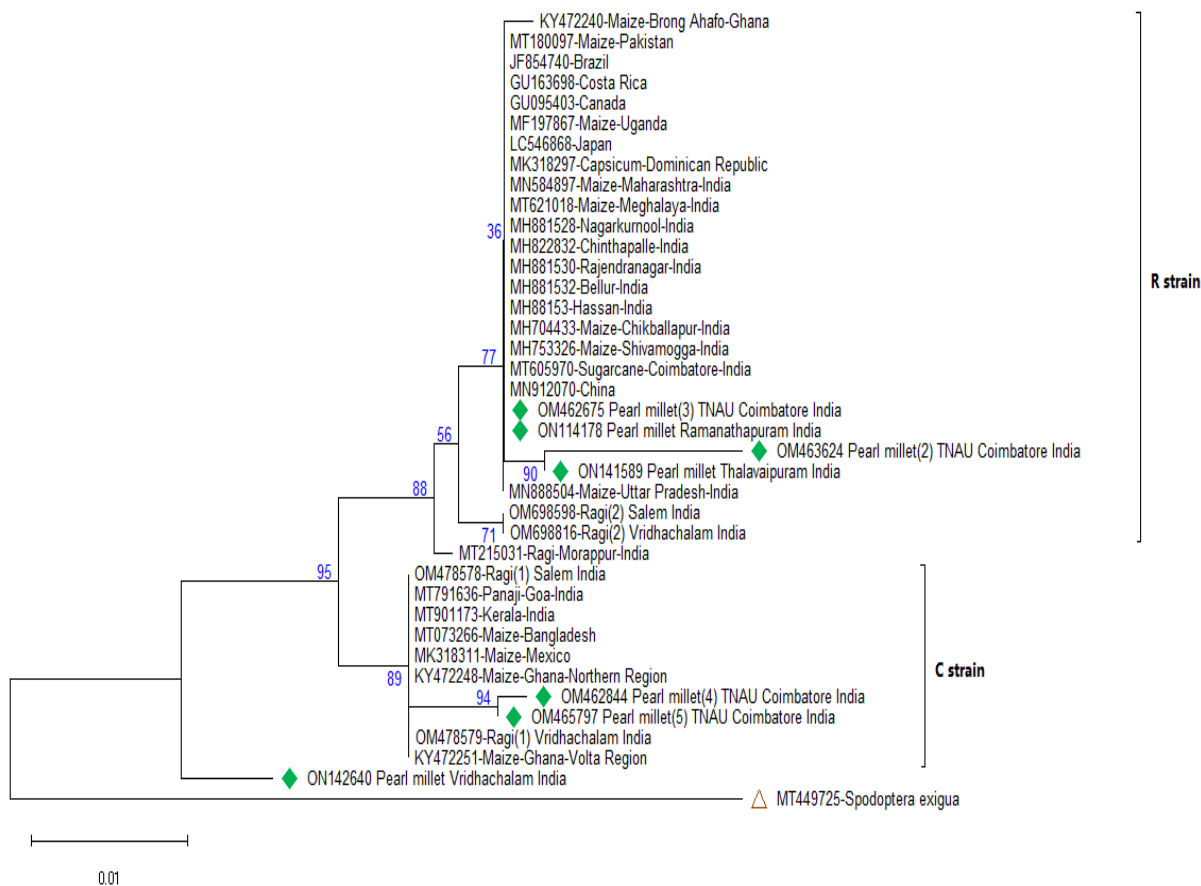 KY472240-Maize-Brong Ahafo-Ghana
MT180097-Maize-Pakistan
JF854740-Brazil
GU163698-Costa Rica
GU095403-Canada
MF197867-Maize-Uganda
LC546868-Japan
MK318297-Capsicum-Dominican Republic
MN584897-Maize-Maharashtra-India
MT621018-Maize-Meghalaya-India
MH881528-Nagarkurnool-India
36
MH822832-Chinthapalle-India
MH881530-Rajendranagar-India
R strain
MH881532-Bellur-India
MH88153-Hassan-India
MH704433-Maize-Chikballapur-India
MH753326-Maize-Shivamogga-India
77
MT605970-Sugarcane-Coimbatore-India
MN912070-China
OM462675 Pearl millet(3) TNAU Coimbatore India
ON114178 Pearl millet Ramanathapuram India
56
OM463624 Pearl millet(2) TNAU Coimbatore India
90
ON141589 Pearl millet Thalavaipuram India
MN888504-Maize-Uttar Pradesh-India
88
OM698598-Ragi(2) Salem India
71
OM698816-Ragi(2) Vridhachalam India
MT215031-Ragi-Morappur-India
95
OM478578-Ragi(1) Salem India
MT791636-Panaji-Goa-India
MT901173-Kerala-India
MT073266-Maize-Bangladesh
MK318311-Maize-Mexico
C strain
KY472248-Maize-Ghana-Northern Region
89
94
OM462844 Pearl millet(4) TNAU Coimbatore India
OM465797 Pearl millet(5) TNAU Coimbatore India
OM478579-Ragi(1) Vridhachalam India
KY472251-Maize-Ghana-Volta Region
ON142640 Pearl millet Vridhachalam India
MT449725-Spodoptera exigua
0.01